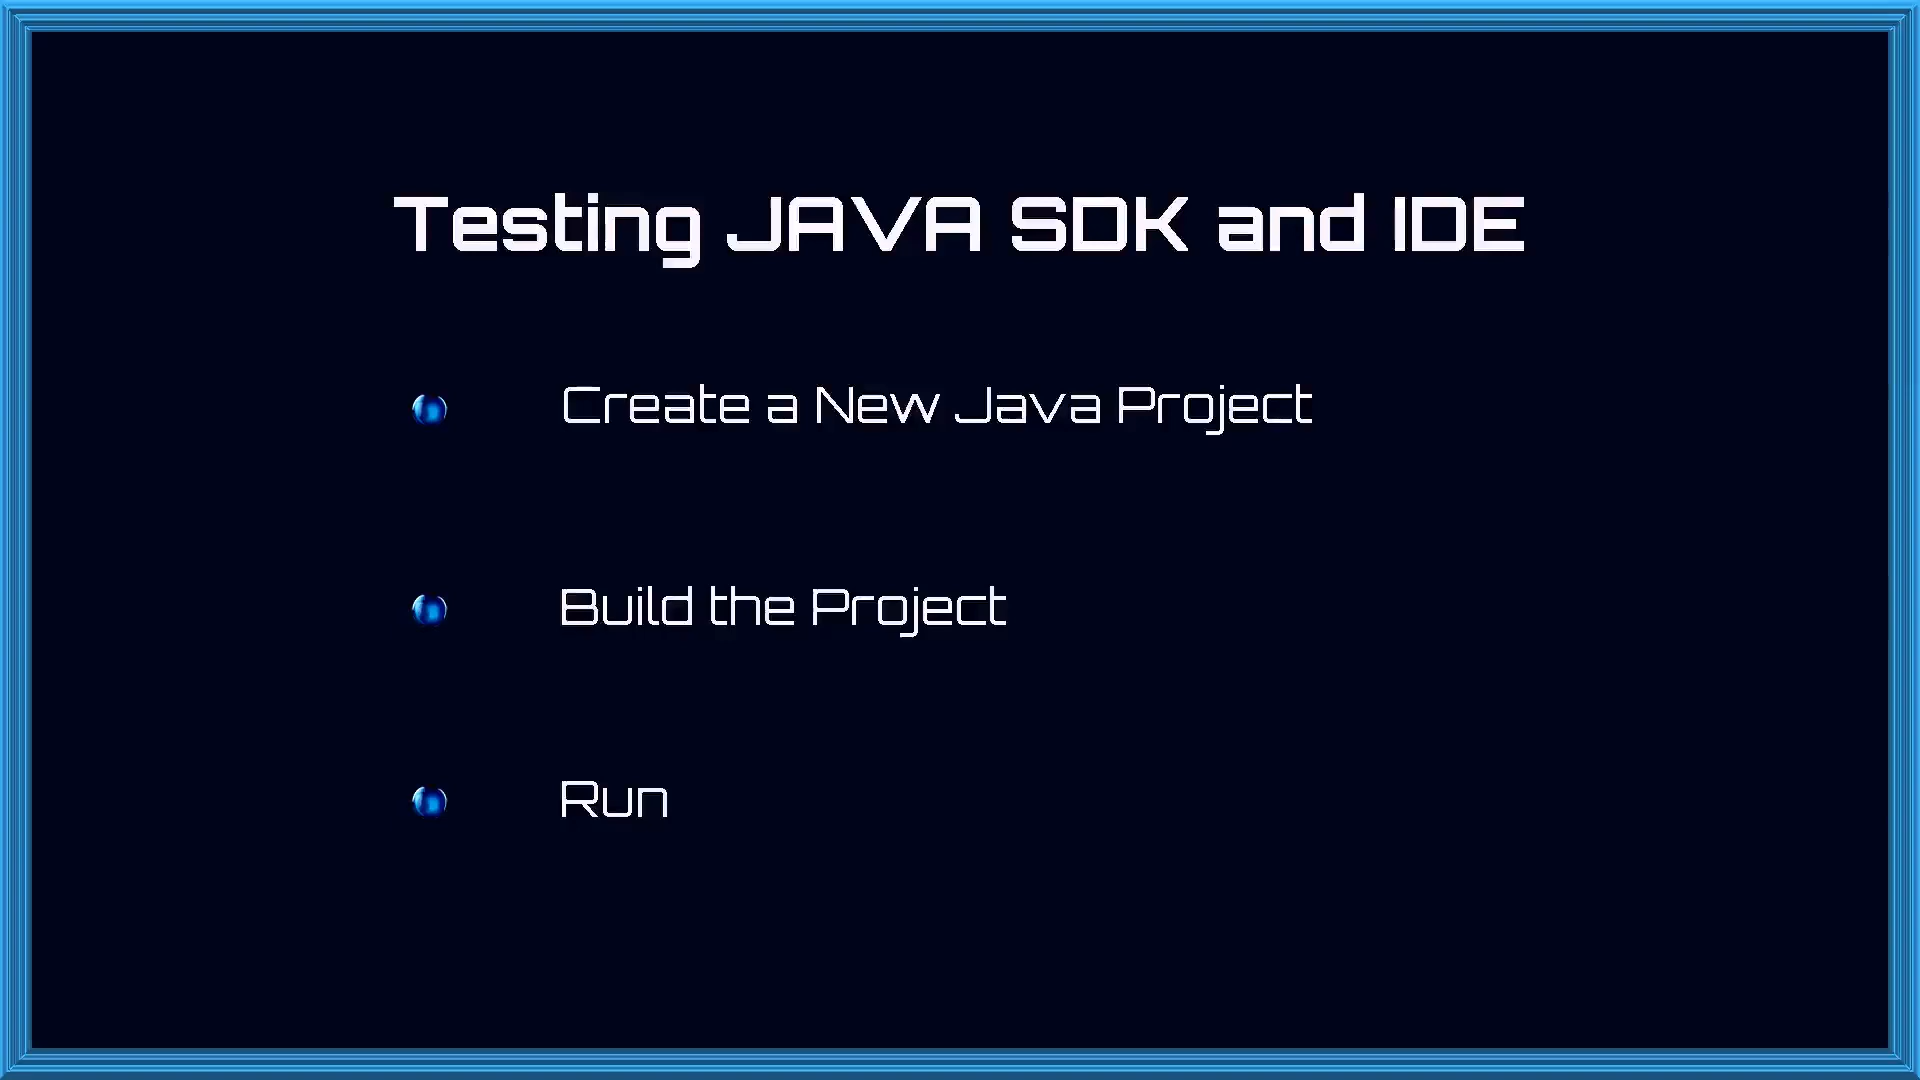 Testing JAVA SDK and IDE
Create a New Java Project
Build the Project
Run